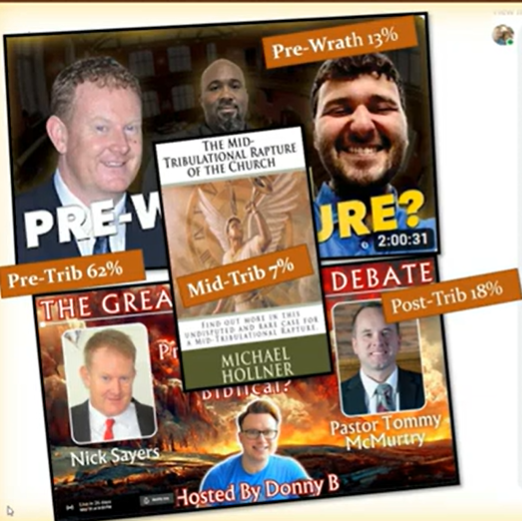 Pre-Wrath 13%
THE MID-
TRIBULATIONAL RAPTURE
OF THE CHURCH
PRE-W
URE?
2:00:31
Pre-Trib 62%
Mid-Trib 7%
THE GREA
DEBATE
Post-Trib 18%
FIND OUT MORE IN THIS
UNDISPUTED AND RARE CASE FOR
A MID-TRIBULATIONAL RAPTURE.
MICHAEL
HOLLNER
Nick Sayers
Pastor Tommy
McMurtry
Hosted By Donny B